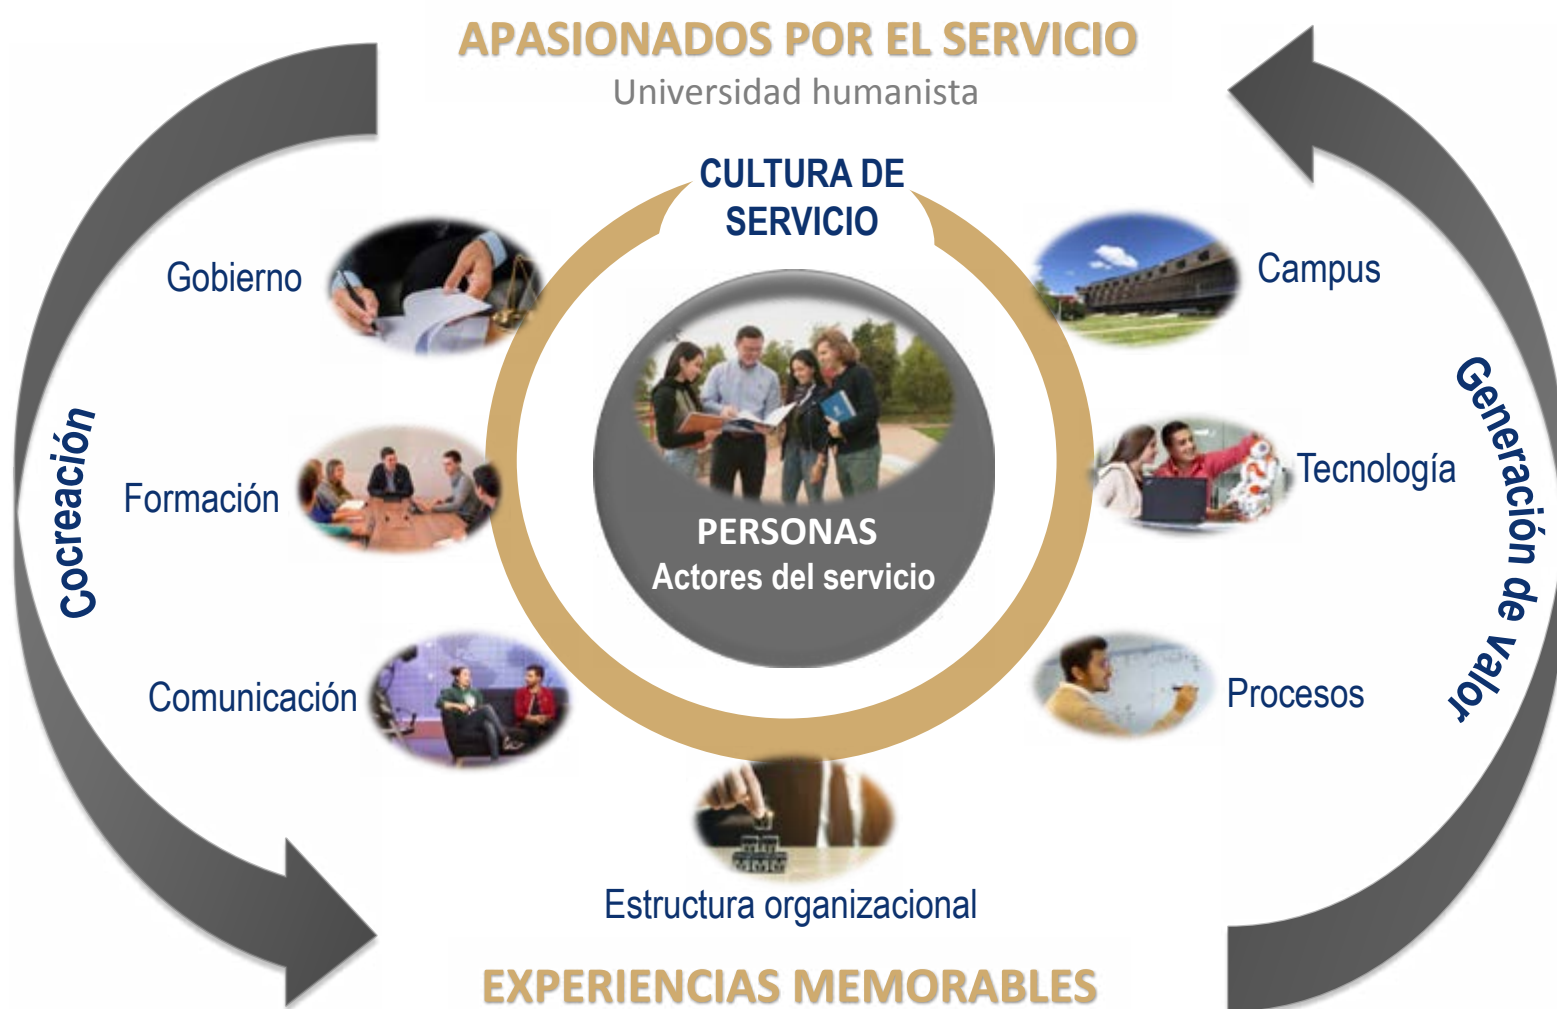 APASIONADOS POR EL SERVICIO
Universidad humanista
CULTURA DE
SERVICIO
Gobierno
Campus
Cocreación
Formación
Tecnología
Generación de valor
PERSONAS
Actores del servicio
Comunicación
Procesos
Estructura organizacional
EXPERIENCIAS MEMORABLES